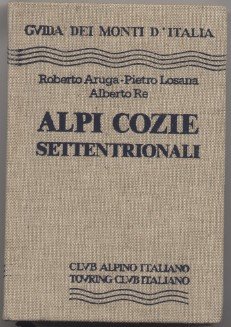 GVIDA DEI MONTI D'ITALIA
Roberto Aruga-Pietro Losana
Alberto Re
ALPI COZIE
SETTENTRIONALI
CLVB ALPINO ITALIANO
TOVRING CLVB ITALIANO